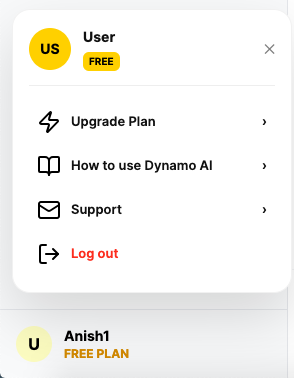 US
User
FREE
Upgrade Plan
How to use Dynamo AI
Support
Log out
U
Anish1
FREE PLAN